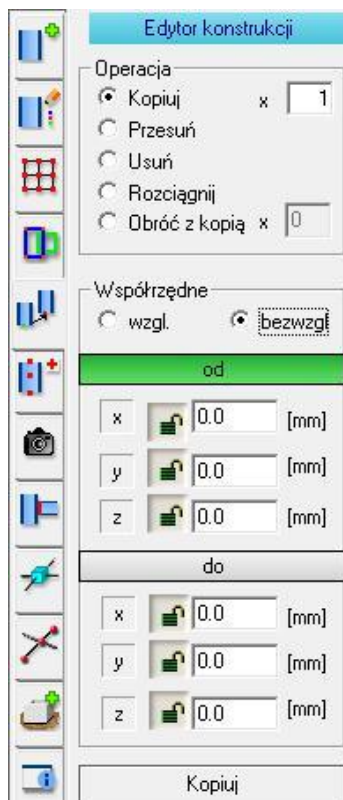 Edytor konstrukcji
Operacja
Kopiuj x 1
Przesuń
Usuń
Rozciągnij
Obróć z kopią x 0
Współrzędne
wzgl. bezwzgl
od
x 0.0 [mm]
y 0.0 [mm]
z 0.0 [mm]
do
x 0.0 [mm]
y 0.0 [mm]
z 0.0 [mm]
Kopiuj